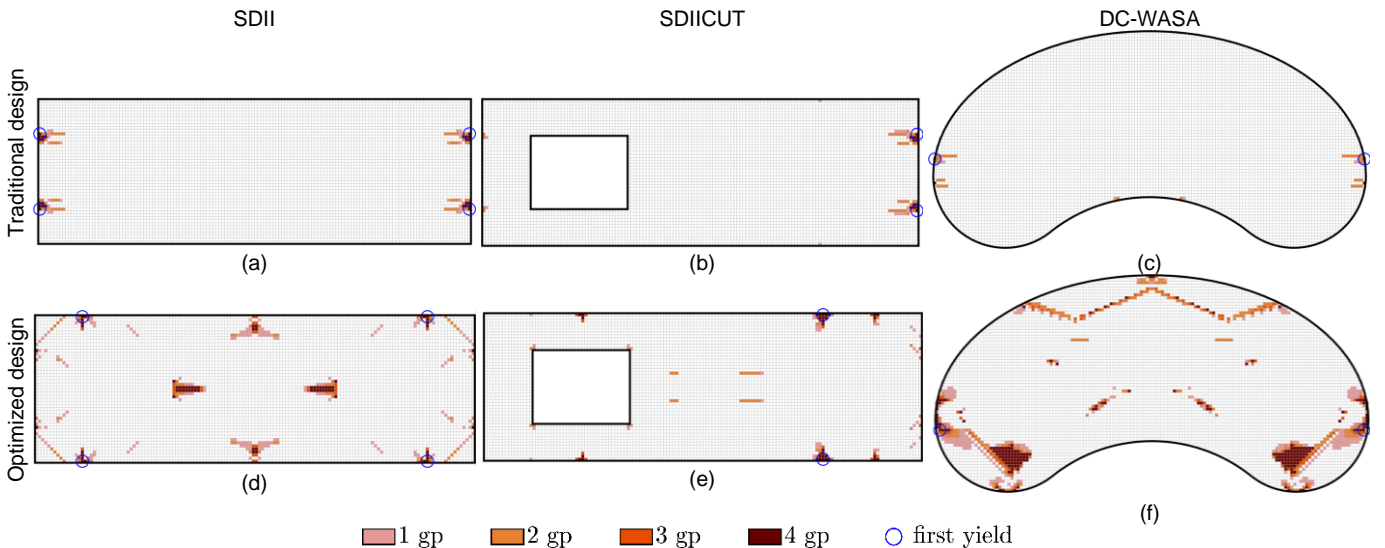 SDII
SDIICUT
DC-WASA
Traditional design
(a)
(b)
(c)
Optimized design
(d)
(e)
(f)
1 gp
2 gp
3 gp
4 gp
first yield